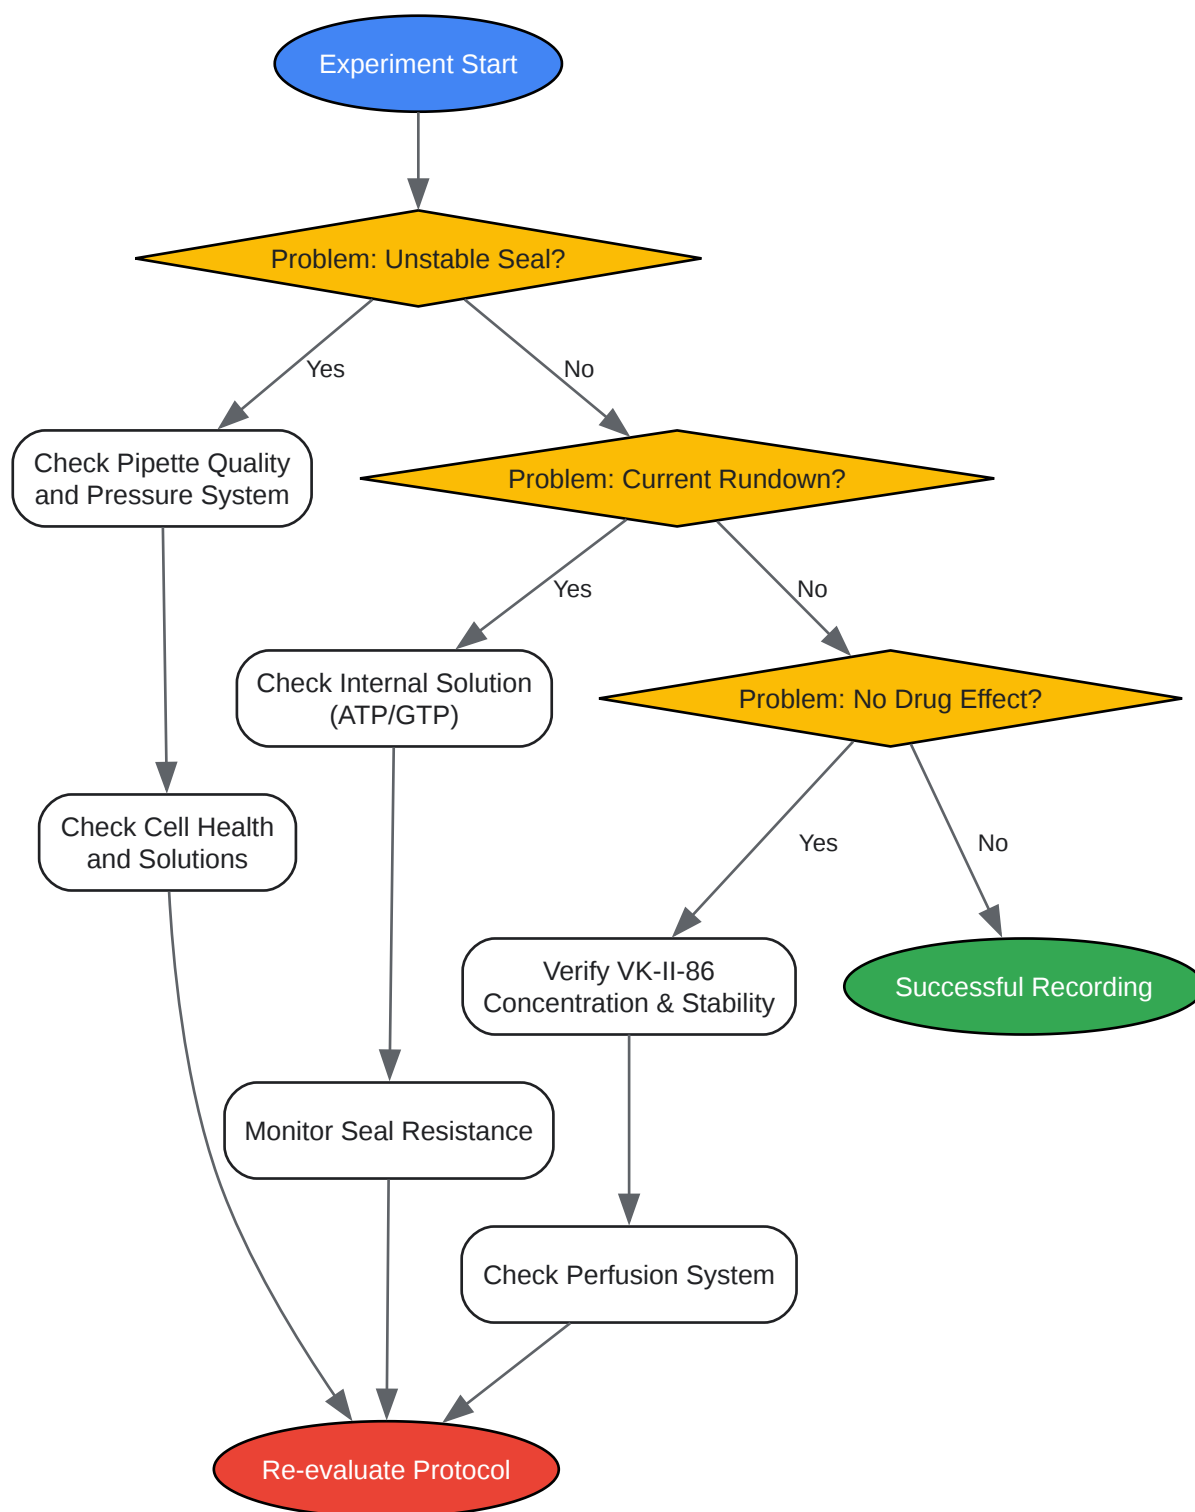 Experiment Start
Problem: Unstable Seal?
Yes
No
Check Pipette Quality
and Pressure System
Problem: Current Rundown?
Yes
No
Check Internal Solution
(ATP/GTP)
Problem: No Drug Effect?
Check Cell Health
and Solutions
Yes
No
Verify VK-II-86
Concentration & Stability
Successful Recording
Monitor Seal Resistance
Check Perfusion System
Re-evaluate Protocol